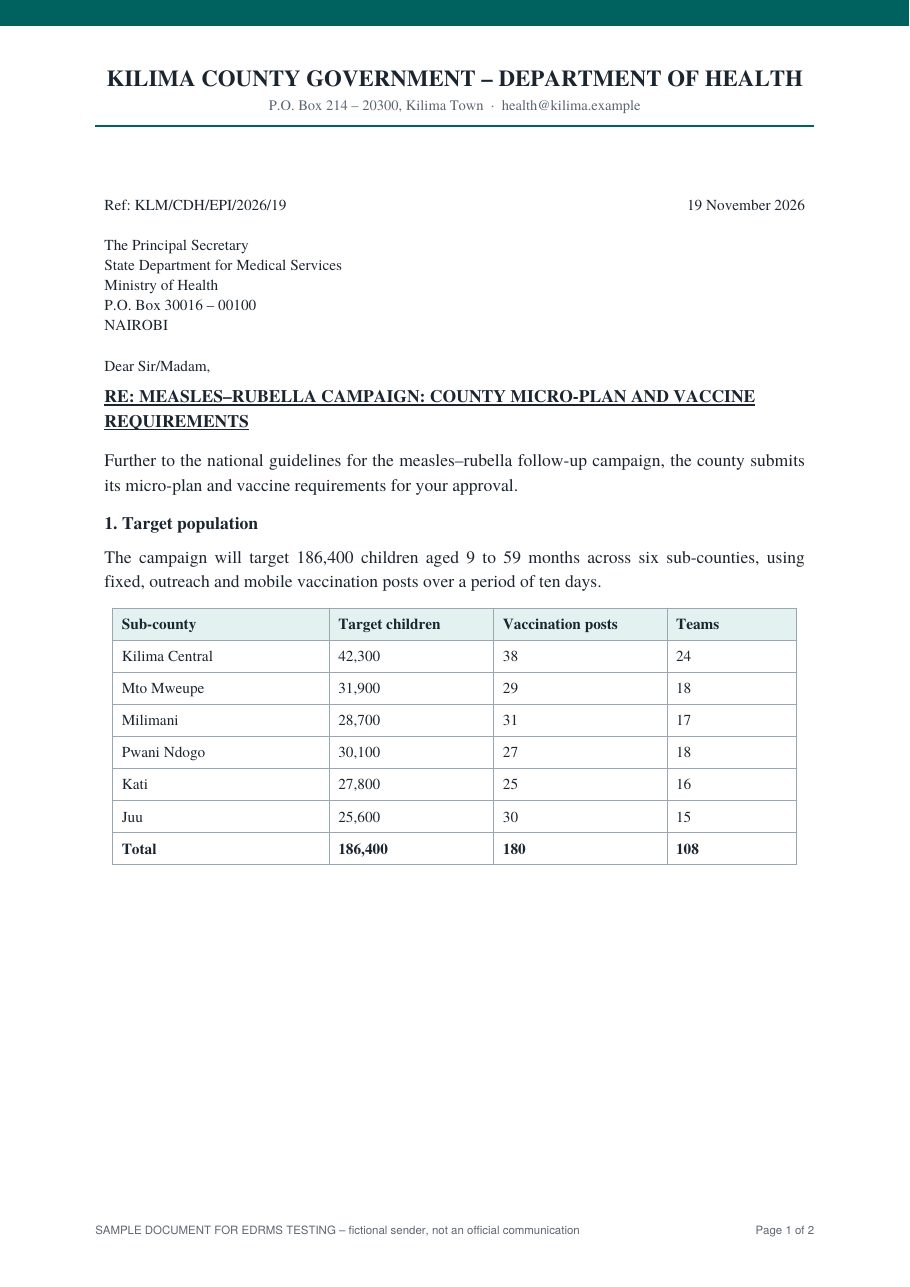 KILIMA COUNTY GOVERNMENT – DEPARTMENT OF HEALTH
P.O. Box 214 – 20300, Kilima Town · health@kilima.example
Ref: KLM/CDH/EPI/2026/19 19 November 2026
The Principal Secretary
State Department for Medical Services
Ministry of Health
P.O. Box 30016 – 00100
NAIROBI
Dear Sir/Madam,
RE: MEASLES–RUBELLA CAMPAIGN: COUNTY MICRO-PLAN AND VACCINE
REQUIREMENTS
Further to the national guidelines for the measles–rubella follow-up campaign, the county submits
its micro-plan and vaccine requirements for your approval.
1. Target population
The campaign will target 186,400 children aged 9 to 59 months across six sub-counties, using
fixed, outreach and mobile vaccination posts over a period of ten days.
Sub-county Target children Vaccination posts Teams
Kilima Central 42,300 38 24
Mto Mweupe 31,900 29 18
Milimani 28,700 31 17
Pwani Ndogo 30,100 27 18
Kati 27,800 25 16
Juu 25,600 30 15
Total 186,400 180 108
SAMPLE DOCUMENT FOR EDRMS TESTING – fictional sender, not an official communication Page 1 of 2